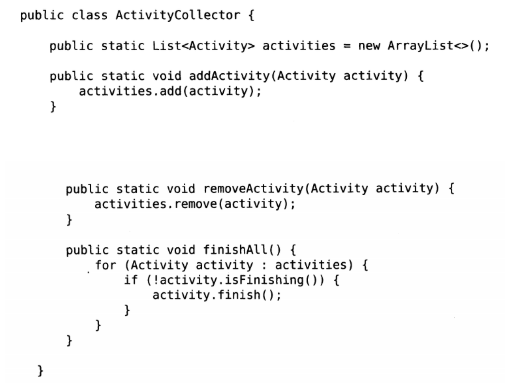 public class ActivityCollector {
public static List<Activity> activities = new ArrayList<>();
public static void addActivity(Activity activity) {
activities.add(activity);
}
public static void removeActivity(Activity activity) {
activities.remove(activity);
}
public static void finishAll() {
for (Activity activity : activities) {
if (!activity.isFinishing()) {
activity.finish();
}
}
}
}